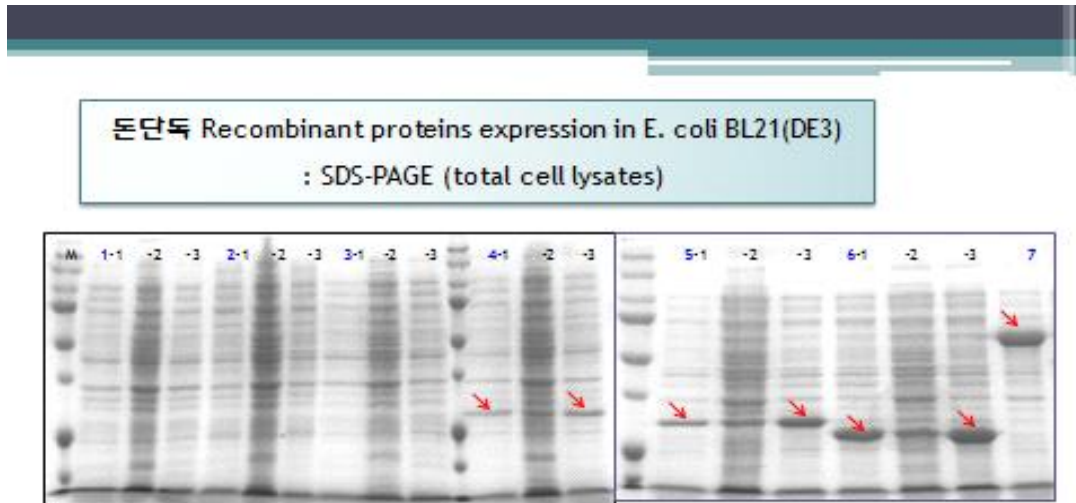 돈단독 Recombinant proteins expression in E. coli BL21(DE3)
: SDS-PAGE (total cell lysates)
M 1-1 -2 -3 2-1 -2 -3 3-1 -2 -3 4-1 -2 -3 5-1 -2 -3 6-1 -2 -3 7